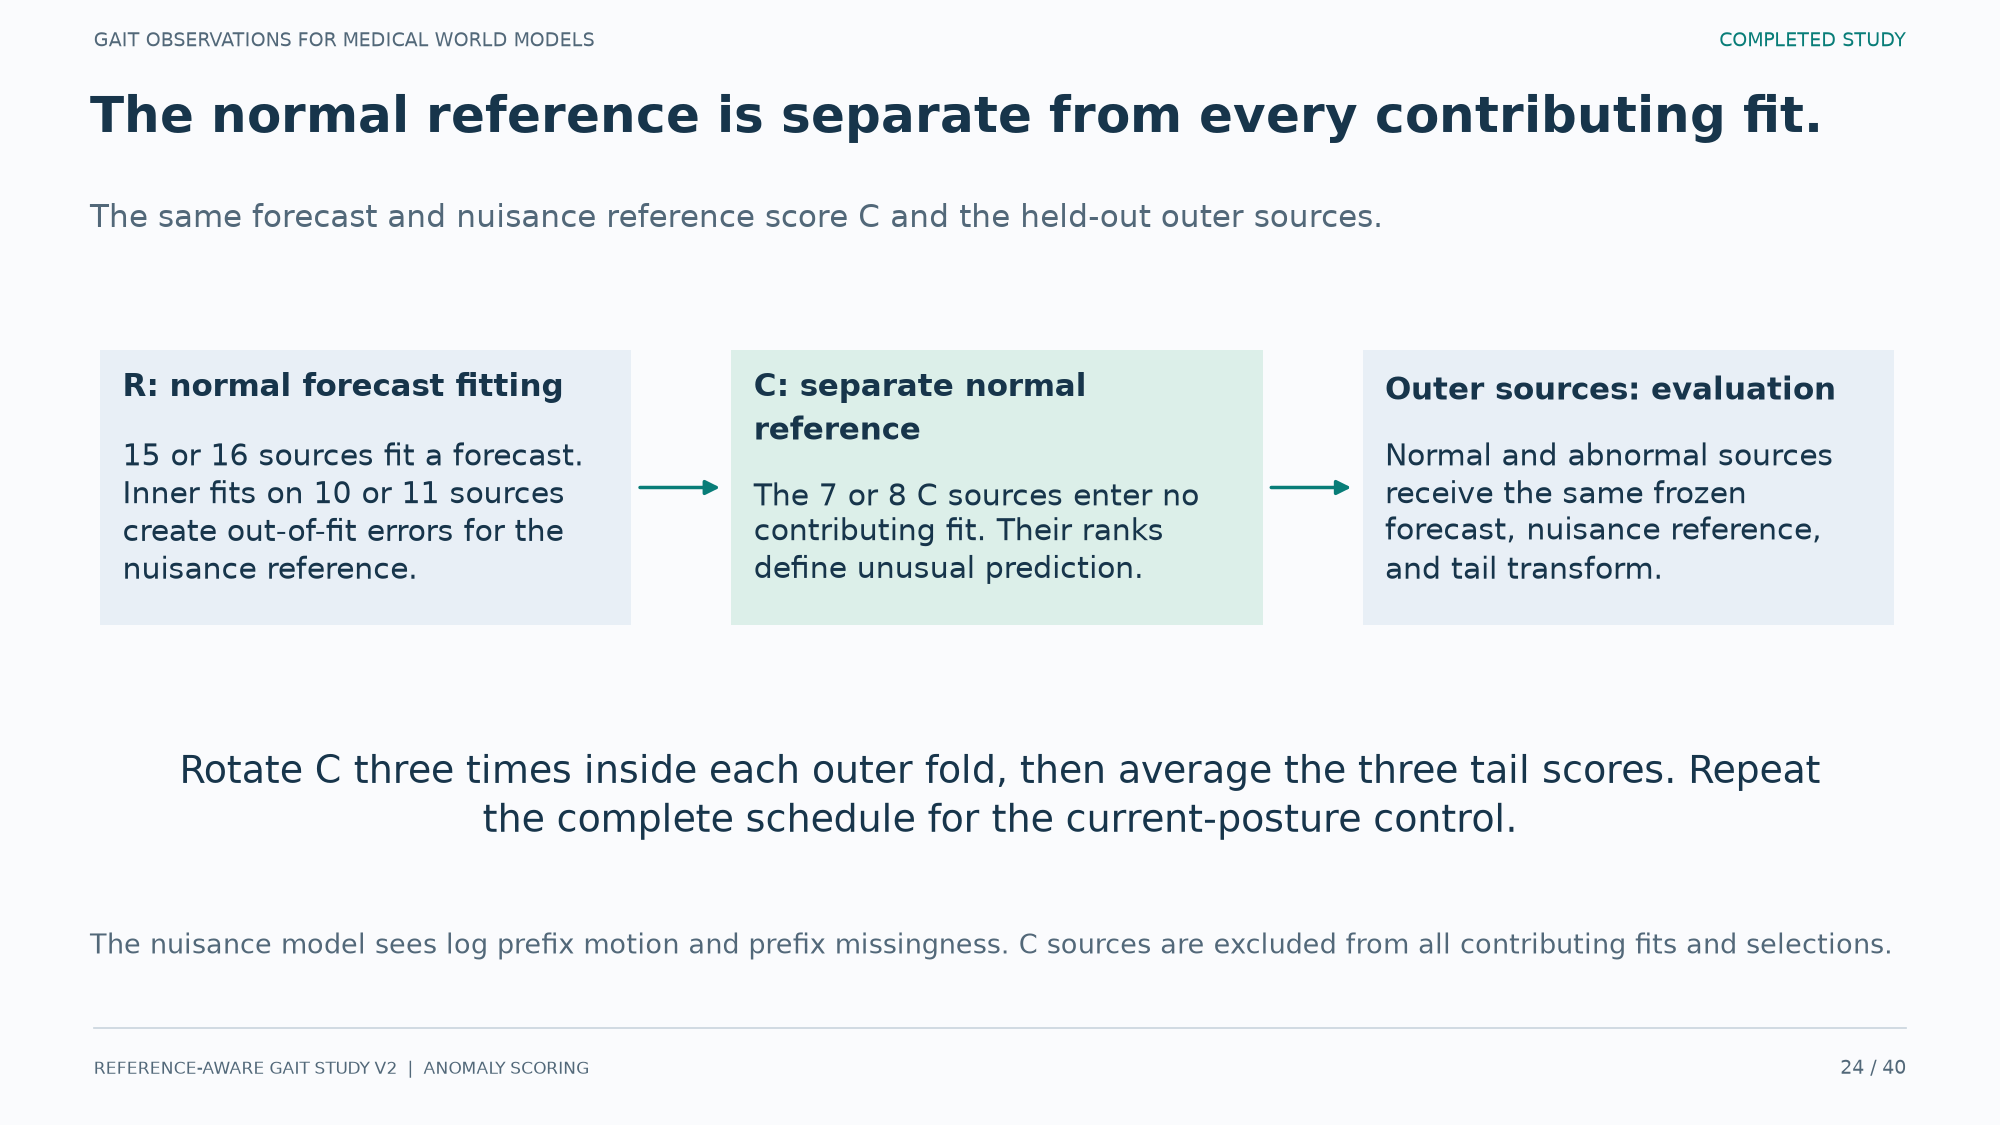 GAIT OBSERVATIONS FOR MEDICAL WORLD MODELS
COMPLETED STUDY
The normal reference is separate from every contributing fit.
The same forecast and nuisance reference score C and the held-out outer sources.
R: normal forecast fitting
15 or 16 sources fit a forecast.
Inner fits on 10 or 11 sources
create out-of-fit errors for the
nuisance reference.
C: separate normal
reference
The 7 or 8 C sources enter no
contributing fit. Their ranks
define unusual prediction.
Outer sources: evaluation
Normal and abnormal sources
receive the same frozen
forecast, nuisance reference,
and tail transform.
Rotate C three times inside each outer fold, then average the three tail scores. Repeat
the complete schedule for the current-posture control.
The nuisance model sees log prefix motion and prefix missingness. C sources are excluded from all contributing fits and selections.
REFERENCE-AWARE GAIT STUDY V2 | ANOMALY SCORING
24 / 40